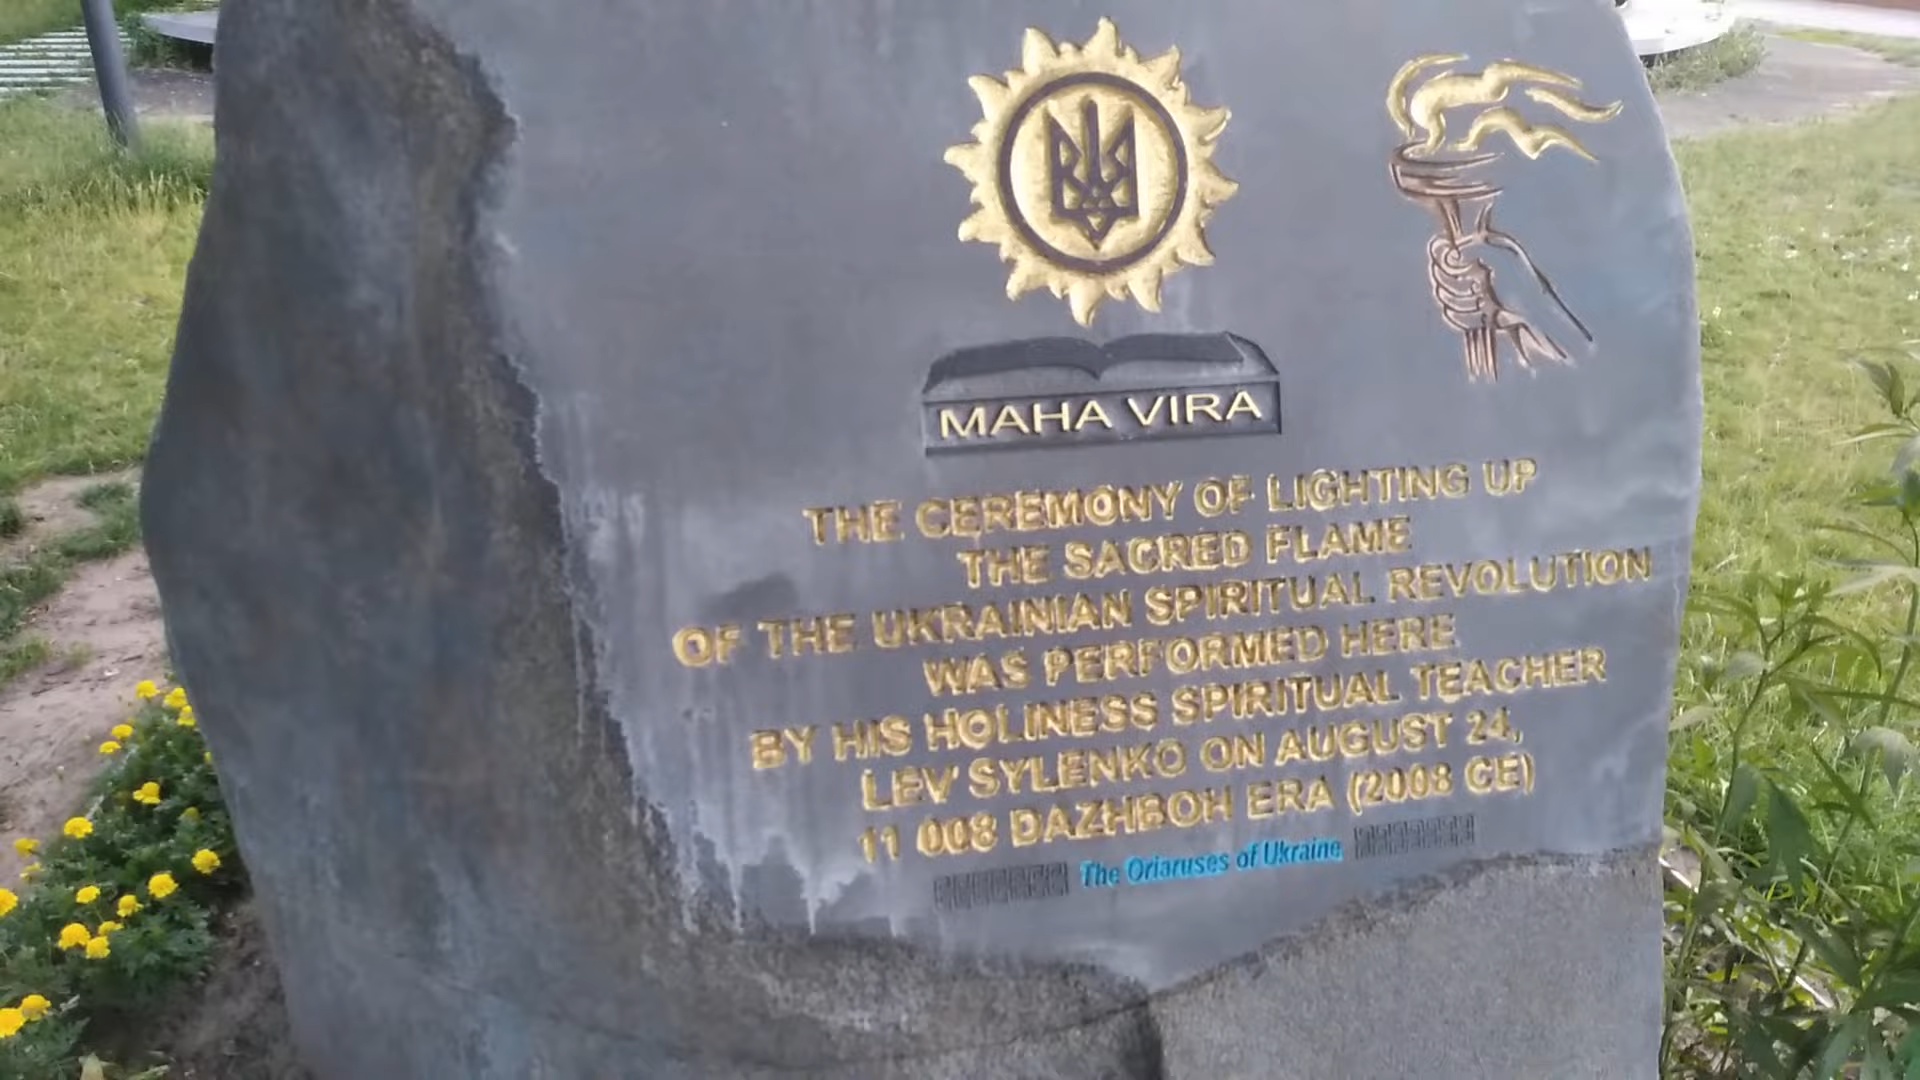 MAHA VIRA
THE CEREMONY OF LIGHTING UP
THE SACRED FLAME
OF THE UKRAINIAN SPIRITUAL REVOLUTION
WAS PERFORMED HERE
BY HIS HOLINESS SPIRITUAL TEACHER
LEV SYLENKO ON AUGUST 24,
11 008 DAZHBOH ERA (2008 CE)
The Oriaruses of Ukraine